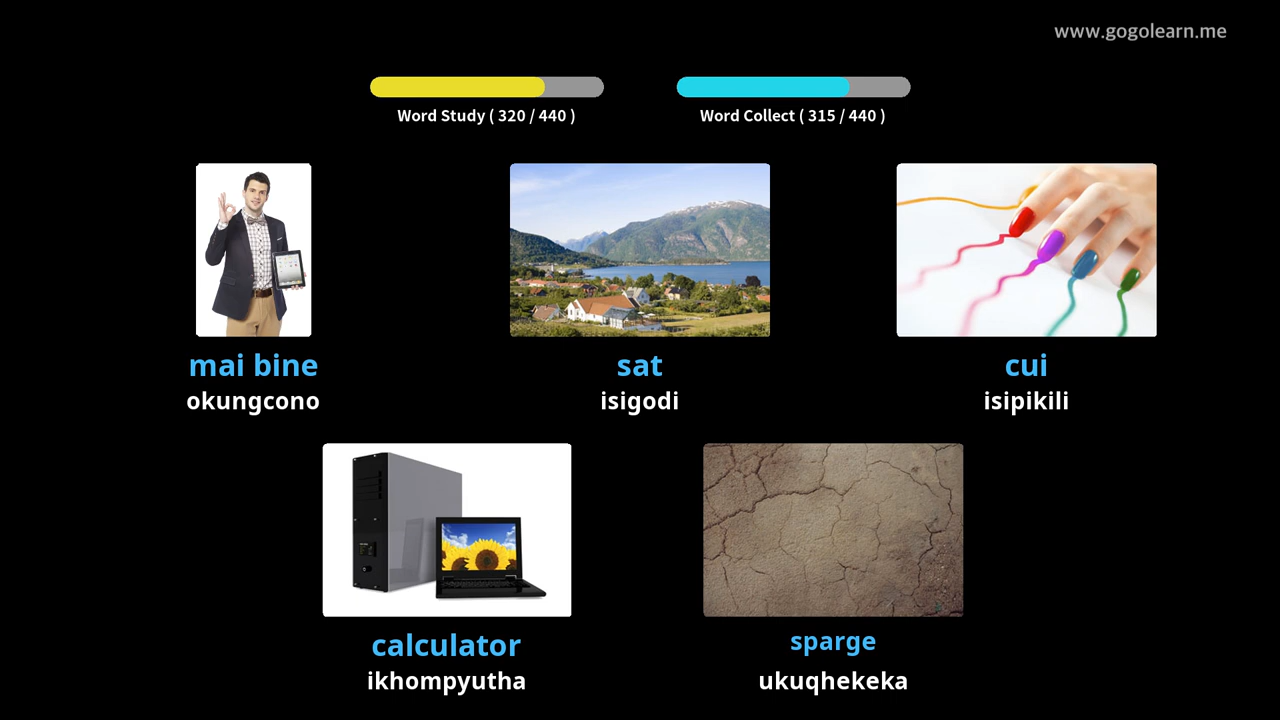 www.gogolearn.me
Word Study ( 320 / 440 )
Word Collect ( 315 / 440 )
mai bine
okungcono
sat
isigodi
cui
isipikili
calculator
ikhompyutha
sparge
ukuqhekeka